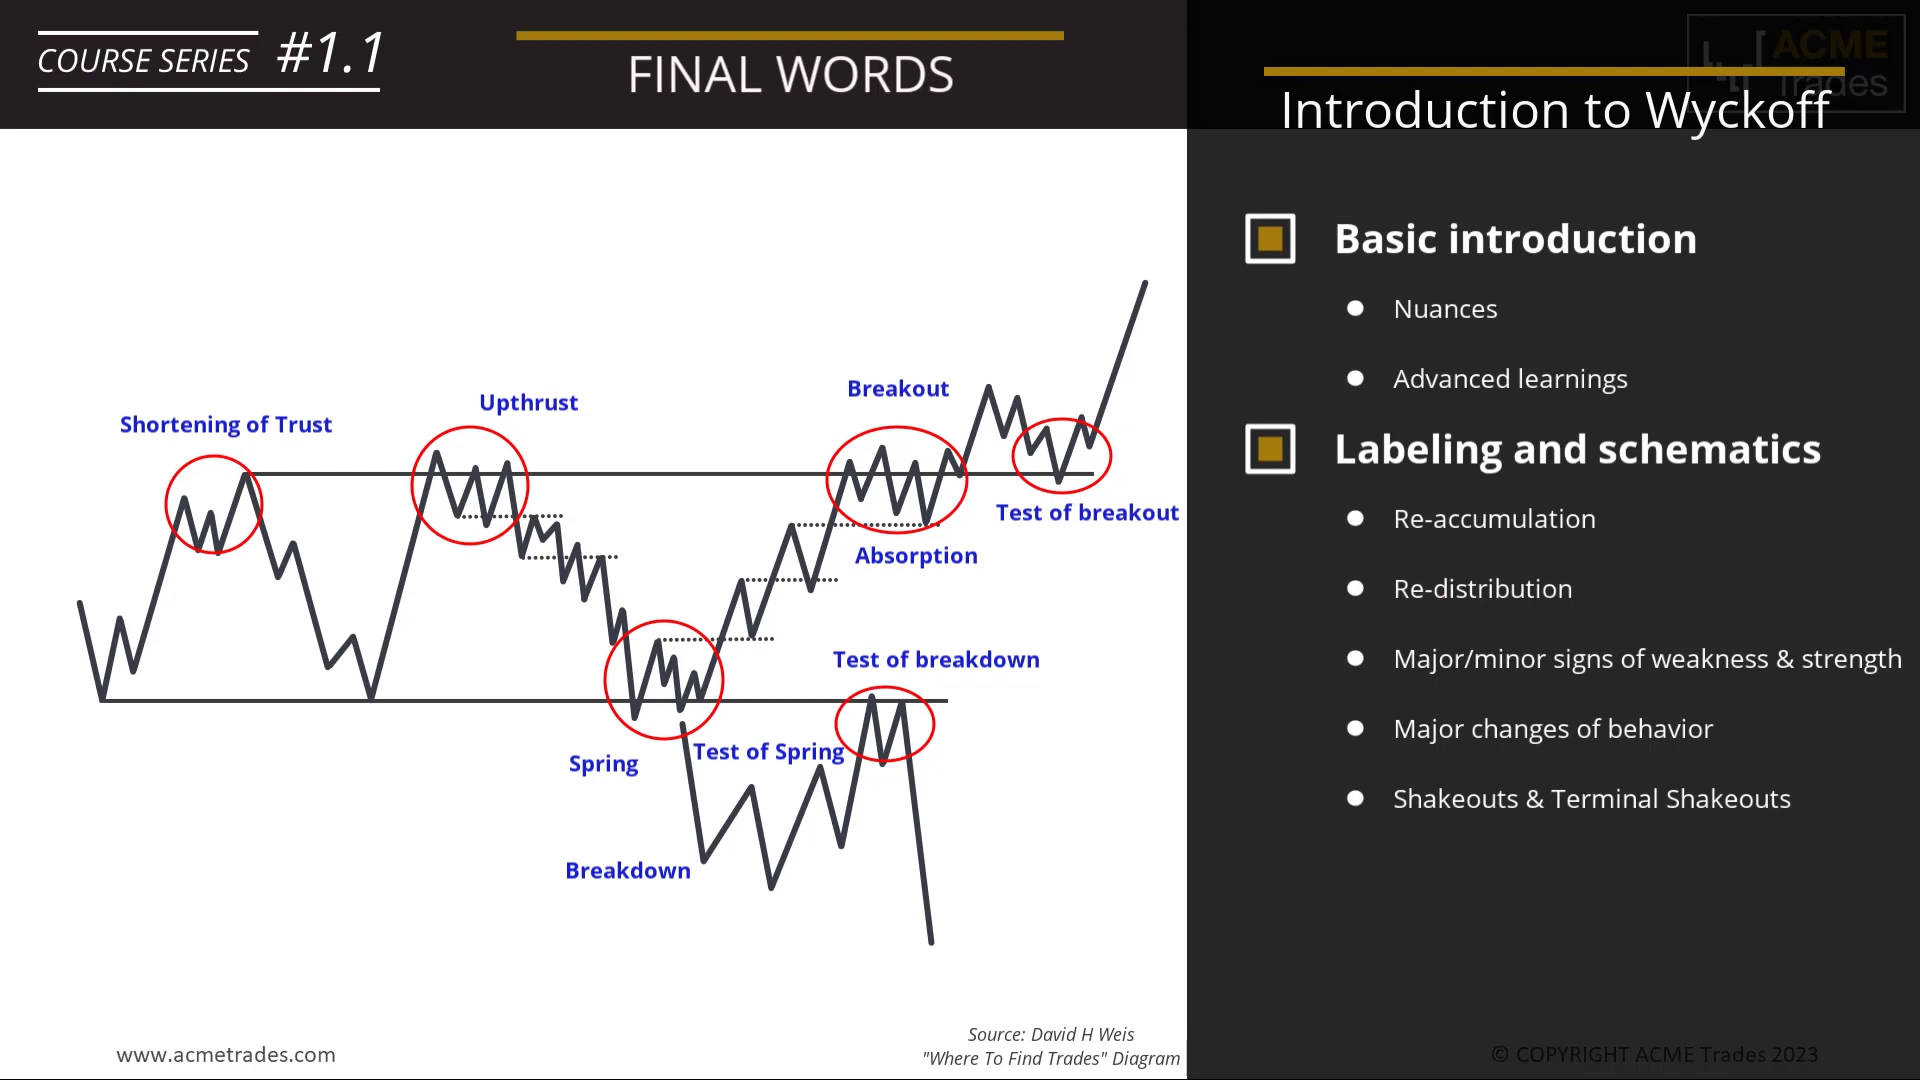 COURSE SERIES #1.1
FINAL WORDS
ACME
Trades
Introduction to Wyckoff
Basic introduction
Nuances
Advanced learnings
Labeling and schematics
Re-accumulation
Re-distribution
Major/minor signs of weakness & strength
Major changes of behavior
Shakeouts & Terminal Shakeouts
Shortening of Trust
Upthrust
Breakout
Test of breakout
Absorption
Test of breakdown
Spring
Test of Spring
Breakdown
Source: David H Weis
"Where To Find Trades" Diagram
www.acmetrades.com
© COPYRIGHT ACME Trades 2023